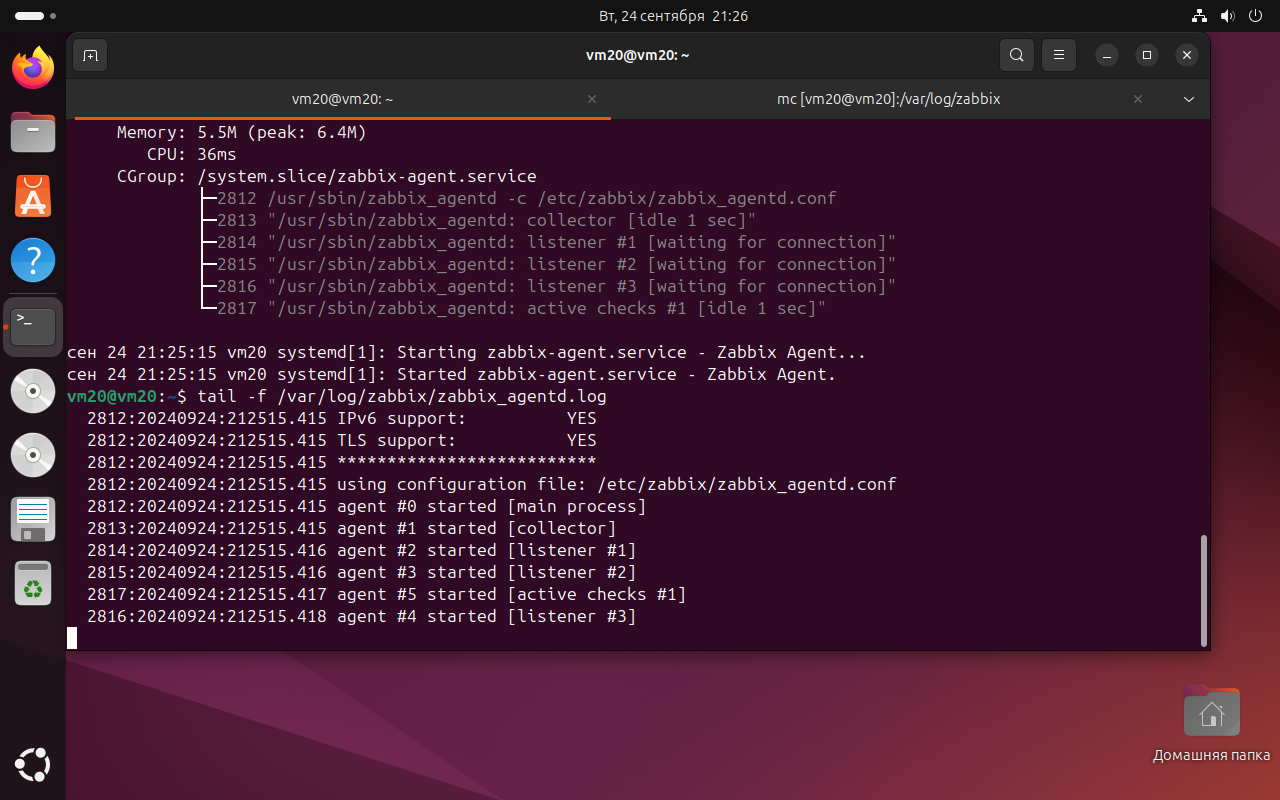 Вт, 24 сентября 21:26
vm20@vm20: ~
vm20@vm20: ~
mc [vm20@vm20]:/var/log/zabbix
Memory: 5.5M (peak: 6.4M)
CPU: 36ms
CGroup: /system.slice/zabbix-agent.service
├─2812 /usr/sbin/zabbix_agentd -c /etc/zabbix/zabbix_agentd.conf
├─2813 "/usr/sbin/zabbix_agentd: collector [idle 1 sec]"
├─2814 "/usr/sbin/zabbix_agentd: listener #1 [waiting for connection]"
├─2815 "/usr/sbin/zabbix_agentd: listener #2 [waiting for connection]"
├─2816 "/usr/sbin/zabbix_agentd: listener #3 [waiting for connection]"
└─2817 "/usr/sbin/zabbix_agentd: active checks #1 [idle 1 sec]"
сен 24 21:25:15 vm20 systemd[1]: Starting zabbix-agent.service - Zabbix Agent...
сен 24 21:25:15 vm20 systemd[1]: Started zabbix-agent.service - Zabbix Agent.
vm20@vm20:~$ tail -f /var/log/zabbix/zabbix_agentd.log
2812:20240924:212515.415 IPv6 support: YES
2812:20240924:212515.415 TLS support: YES
2812:20240924:212515.415 **************************
2812:20240924:212515.415 using configuration file: /etc/zabbix/zabbix_agentd.conf
2812:20240924:212515.415 agent #0 started [main process]
2813:20240924:212515.415 agent #1 started [collector]
2814:20240924:212515.416 agent #2 started [listener #1]
2815:20240924:212515.416 agent #3 started [listener #2]
2817:20240924:212515.417 agent #5 started [active checks #1]
2816:20240924:212515.418 agent #4 started [listener #3]
Домашняя папка